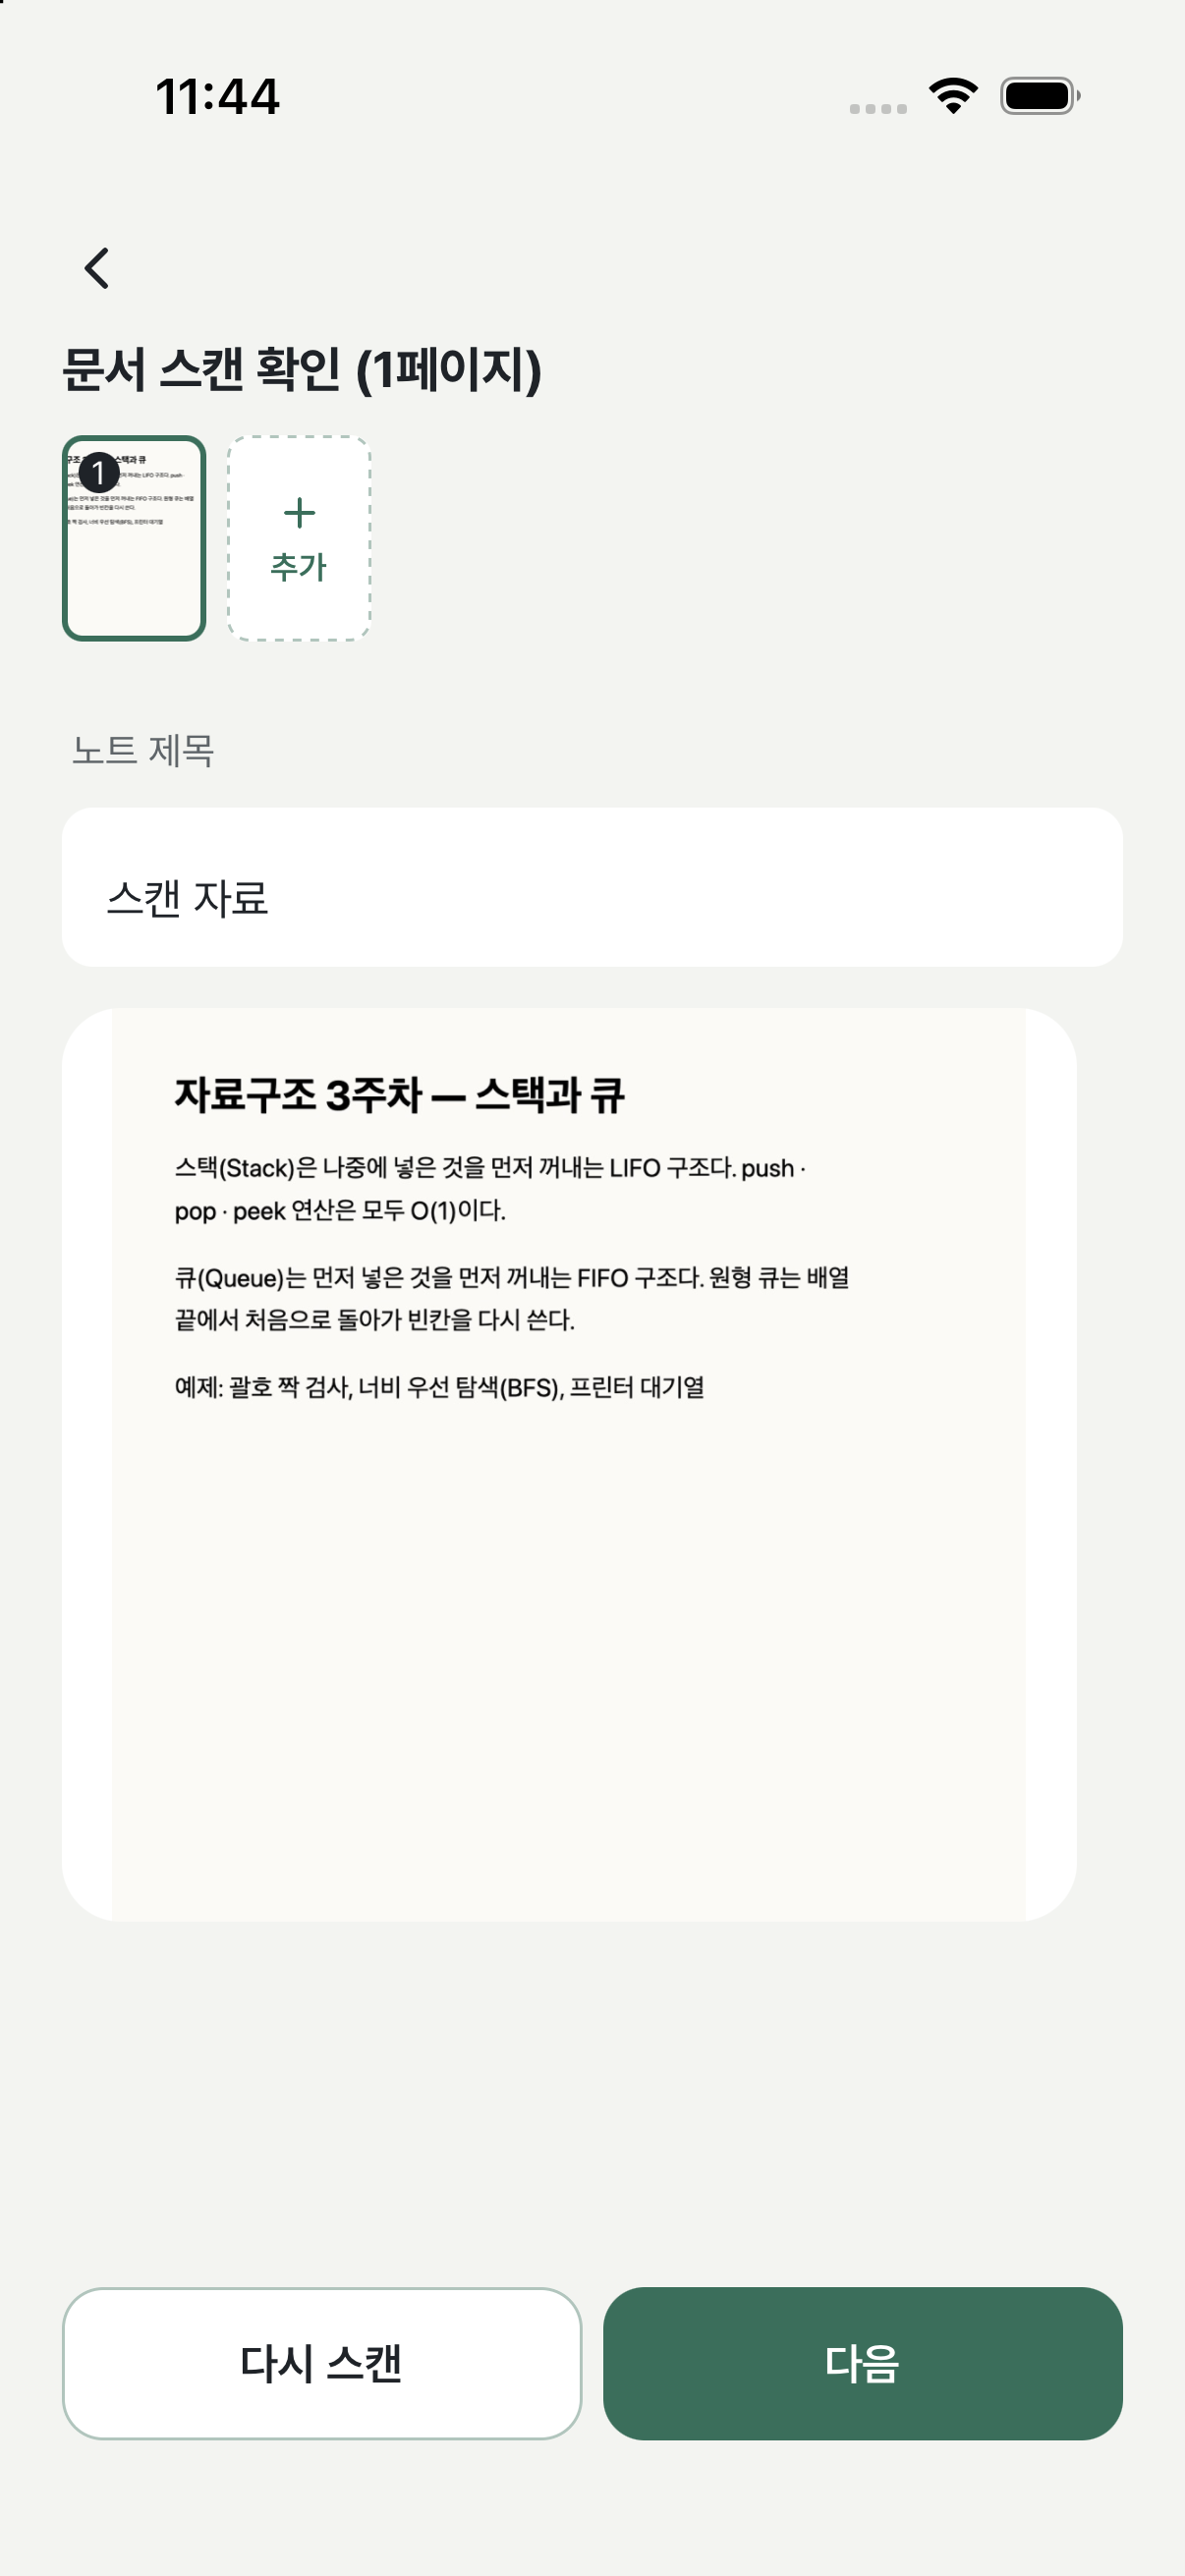 11:44
문서 스캔 확인 (1페이지)
1
추가
노트 제목
스캔 자료
자료구조 3주차 — 스택과 큐
스택(Stack)은 나중에 넣은 것을 먼저 꺼내는 LIFO 구조다. push ·
pop · peek 연산은 모두 O(1)이다.
큐(Queue)는 먼저 넣은 것을 먼저 꺼내는 FIFO 구조다. 원형 큐는 배열
끝에서 처음으로 돌아가 빈칸을 다시 쓴다.
예제: 괄호 짝 검사, 너비 우선 탐색(BFS), 프린터 대기열
다시 스캔
다음